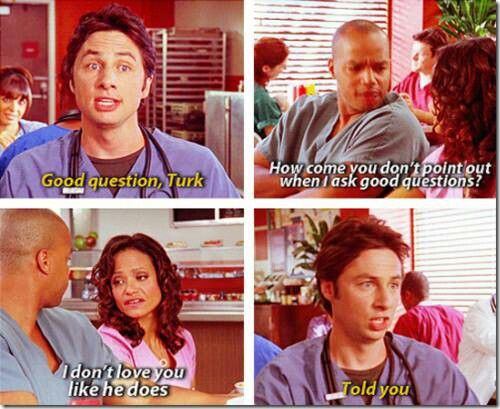 Good question, Turk
How come you don't point out
when I ask good questions?
I don't love you
like he does
Told you